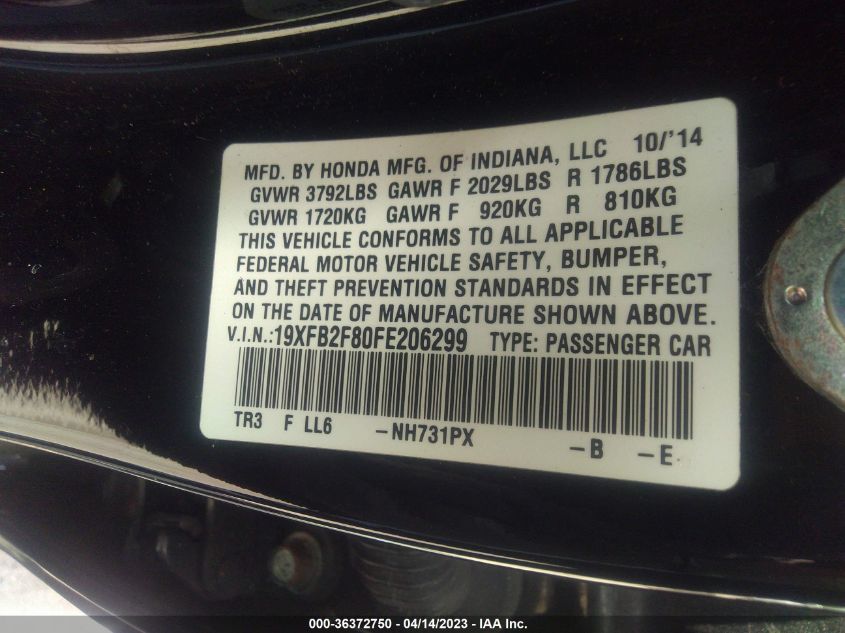 MFD. BY HONDA MFG. OF INDIANA, LLC 10/'14
GVWR 3792LBS GAWR F 2029LBS R 1786LBS
GVWR 1720KG GAWR F 920KG R 810KG
THIS VEHICLE CONFORMS TO ALL APPLICABLE
FEDERAL MOTOR VEHICLE SAFETY, BUMPER,
AND THEFT PREVENTION STANDARDS IN EFFECT
ON THE DATE OF MANUFACTURE SHOWN ABOVE.
V.I.N.:19XFB2F80FE206299 TYPE: PASSENGER CAR
TR3 F LL6 -NH731PX -B -E
000-36372750 - 04/14/2023 - IAA Inc.